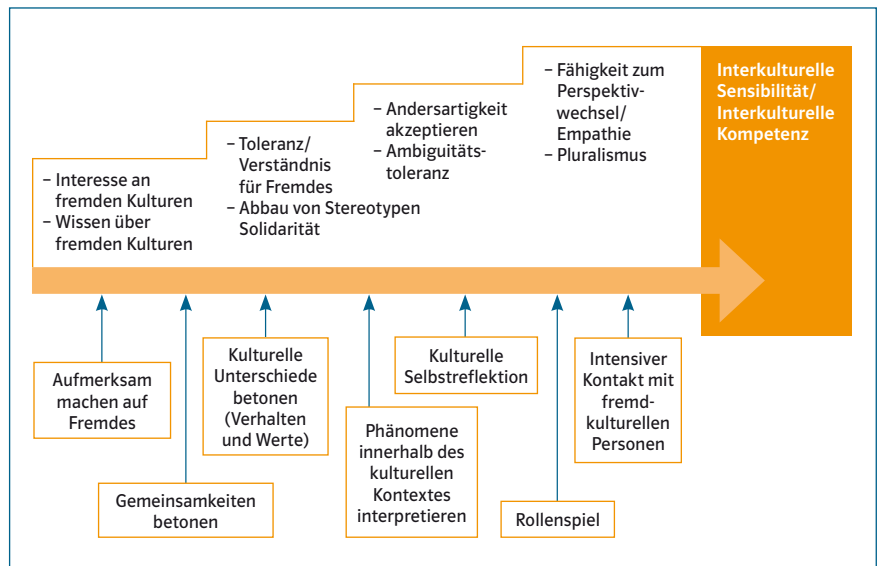 – Interesse an
fremden Kulturen
– Wissen über
fremden Kulturen
– Toleranz/
Verständnis
für Fremdes
– Abbau von Stereotypen
Solidarität
– Andersartigkeit
akzeptieren
– Ambiguitäts-
toleranz
– Fähigkeit zum
Perspektiv-
wechsel/
Empathie
– Pluralismus
Interkulturelle
Sensibilität/
Interkulturelle
Kompetenz
Aufmerksam
machen auf
Fremdes
Gemeinsamkeiten
betonen
Kulturelle
Unterschiede
betonen
(Verhalten
und Werte)
Phänomene
innerhalb des
kulturellen
Kontextes
interpretieren
Kulturelle
Selbstreflektion
Rollenspiel
Intensiver
Kontakt mit
fremd-
kulturellen
Personen